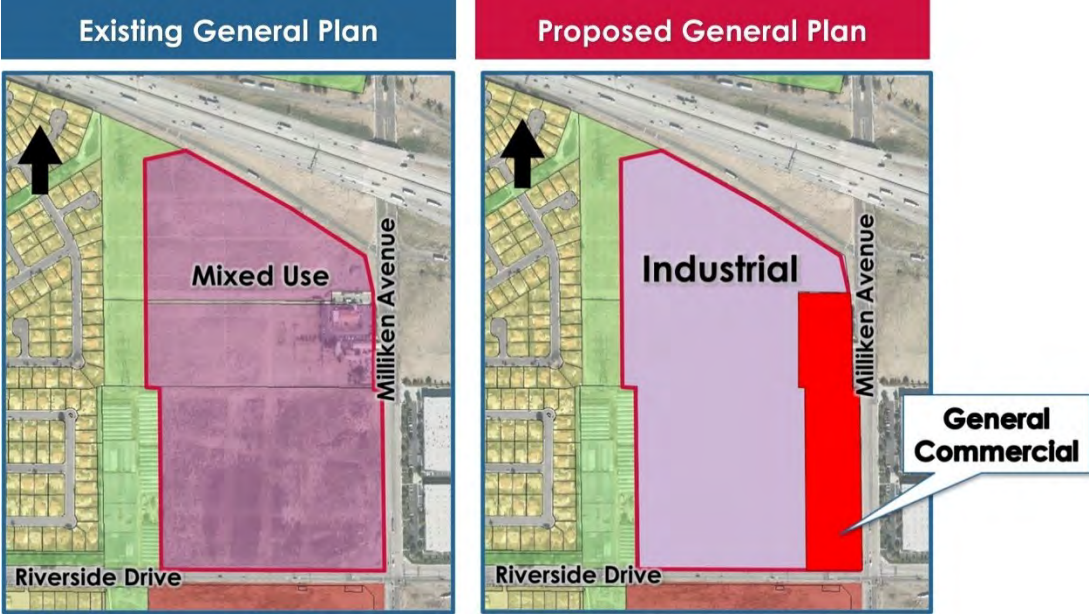 Existing General Plan
Mixed Use
Milliken Avenue
Riverside Drive
Proposed General Plan
Industrial
Milliken Avenue
General
Commercial
Riverside Drive